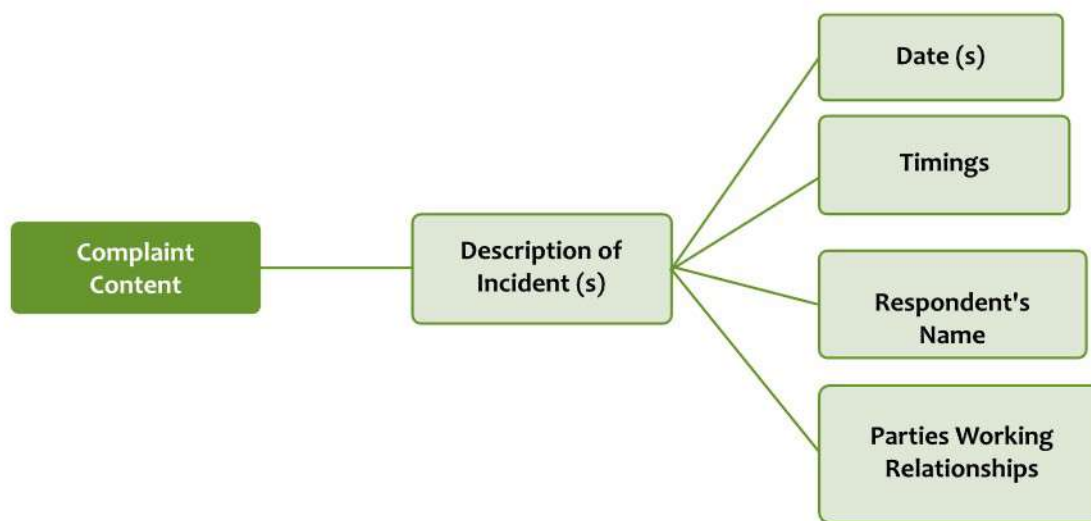 Complaint
Content
Description of
Incident (s)
Date (s)
Timings
Respondent's
Name
Parties Working
Relationships